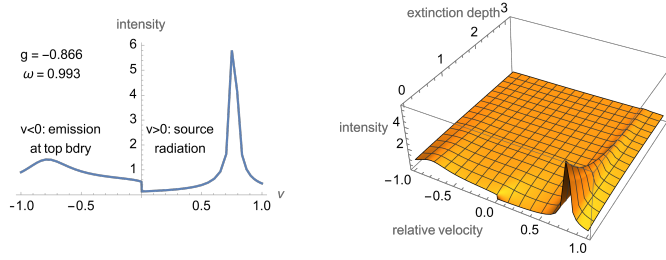 intensity
g = −0.866
ω = 0.993
v<0: emission
at top bdry
v>0: source
radiation
6
5
4
3
2
1
-1.0
-0.5
0.5
1.0
v
extinction depth
3
2
1
0
intensity
4
2
-1.0
-0.5
0.0
0.5
1.0
relative velocity